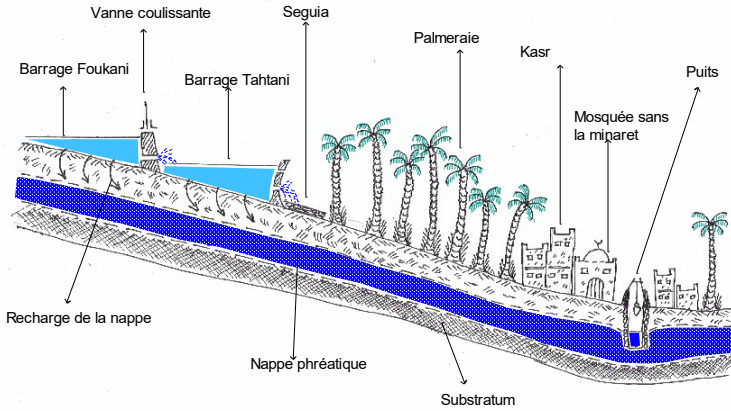 Vanne coulissante
Seguia
Palmeraie
Kasr
Barrage Foukani
Barrage Tahtani
Puits
Mosquée sans
la minaret
Recharge de la nappe
Nappe phréatique
Substratum